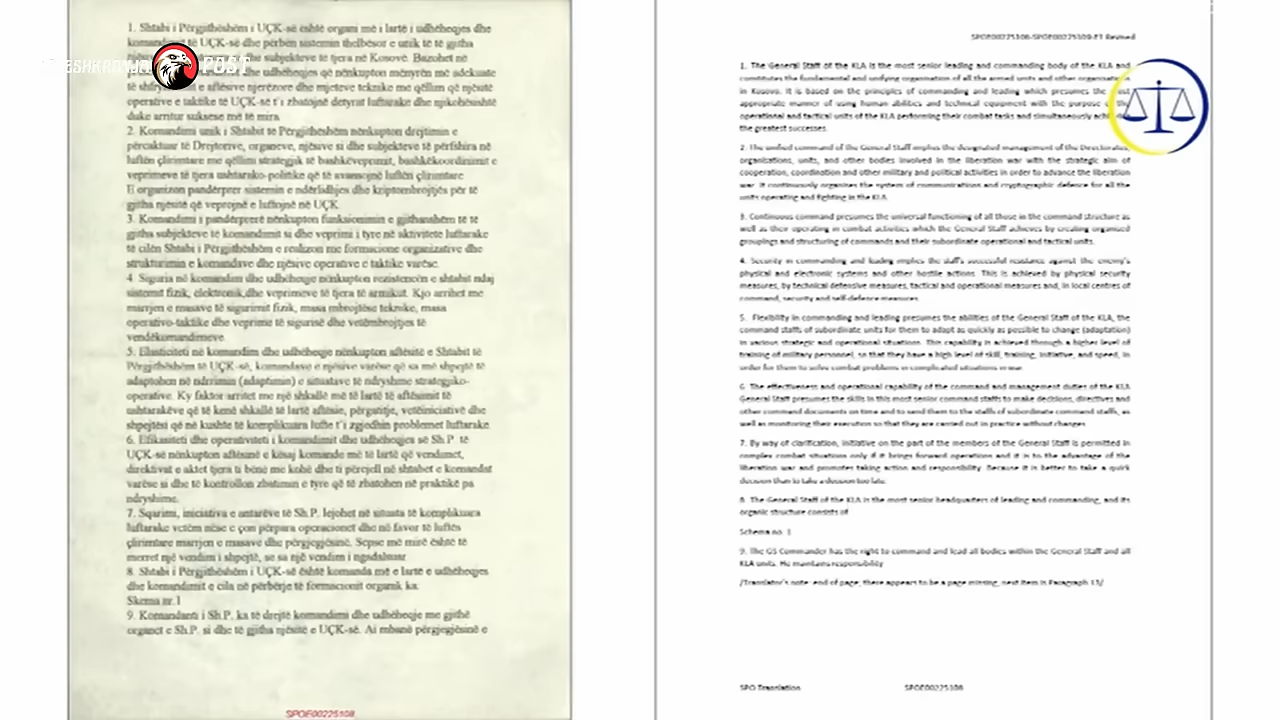 1. Shtabi i Përgjithëshëm i UÇK-së është organi më i lartë i udhëheqjes dhe
të UÇK-së dhe përbën sistemin thelbësor e unik të të gjitha
dhe subjekteve të tjera në Kosovë. Bazohet në
dhe udhëheqjes që nënkupton mënyrën më adekuate
e aftësive njerëzore dhe mjeteve teknike me qëllim që njësitë
operative e taktike të UÇK-së t'i zbatojnë detyrat luftarake dhe njëkohësisht
duke arritur suksese më të mira.
2. Komandimi unik i Shtabit të Përgjithëshëm nënkupton drejtimin e
përcaktuar të Drejtorive, organeve, njësive si dhe subjekteve të përfshira në
luftën çlirimtare me qëllim strategjik të bashkëveprimit, bashkëkoordinimit e
veprimeve të tjera ushtarako-politike që të avansojnë luftën çlirimtare.
E organizon pandërprer sistemin e ndërlidhjes dhe kriptombrojtjës për të
gjitha njësitë që veprojnë e luftojnë në UÇK.
3. Komandimi i pandërprerë nënkupton funksionimin e gjithanshëm të të
gjitha subjekteve të komandimit si dhe veprimi i tyre në aktivitete luftarake
të cilën Shtabi i Përgjithëshëm e realizon me formacione organizative dhe
strukturimin e komandave dhe njësive operative e taktike varëse.
4. Siguria në komandim dhe udhëheqje nënkupton rezistencën e shtabit ndaj
sistemit fizik, elektronik,dhe veprimeve të tjera të armikut. Kjo arrihet me
marrjen e masave të sigurimit fizik, masa mbrojtëse teknike, masa
operativo-taktike dhe veprime të sigurisë dhe vetëmbrojtjes të
vendëkomandimeve.
5. Elasticiteti në komandim dhe udhëheqje nënkupton aftësitë e Shtabit të
Përgjithëshëm të UÇK-së, komandave e njësive varëse që sa më shpejtë të
adaptohen në ndrrimin (adaptimin) e situatave të ndryshme strategjiko-
operative. Ky faktor arritet me një shkallë më të lartë të aftësimit të
ushtarakëve që të kenë shkallë të lartë aftësie, përgatitje, vetëiniciativë dhe
shpejtësi që në kushte të komplikuara lufte t'i zgjodhin problemet luftarake.
6. Efikasiteti dhe operativiteti i komandimit dhe udhëheqjes së Sh.P. të
UÇK-së nënkupton aftësinë e kësaj komande më të lartë që vendimet,
direktivat e aktet tjera ti bënë me kohë dhe ti përcjell në shtabet e komandat
varëse si dhe të kontrollon zbatimin e tyre që të zbatohen në praktikë pa
ndryshime.
7. Sqarimi, iniciativa e antarëve të Sh.P. lejohet në situata të komplikuara
luftarake vetëm nëse e çon përpara operacionet dhe në favor të luftës
çlirimtare marrjen e masave dhe përgjegjësinë. Sepse më mirë është të
merret një vendim i shpejtë, se sa një vendim i ngadalsuar.
8. Shtabi i Përgjithëshëm i UÇK-së është komanda më e lartë e udhëheqjes
dhe komandimit e cila në përbërje të formacionit organik ka:
Skema nr.1
9. Komandanti i Sh.P. ka të drejtë komandimi dhe udhëheqje me gjithë
organet e Sh.P. si dhe të gjitha njësitë e UÇK-së. Ai mbanë përgjegjësinë e
SPOE00225108
POST
SPOE00225106-SPOE00225109-ET Revised
1. The General Staff of the KLA is the most senior leading and commanding body of the KLA and
constitutes the fundamental and unifying organisation of all the armed units and other
in Kosovo. It is based on the principles of commanding and leading which presumes the
appropriate manner of using human abilities and technical equipment with the purpose of
operational and tactical units of the KLA performing their combat tasks and simultaneously
the greatest successes.
2. The unified command of the General Staff implies the designated management of the Directorates,
organisations, units, and other bodies involved in the liberation war with the strategic aim of
cooperation, coordination and other military and political activities in order to advance the liberation
war. It continuously organises the system of communications and cryptographic defence for all the
units operating and fighting in the KLA.
3. Continuous command presumes the universal functioning of all those in the command structure as
well as their operating in combat activities which the General Staff achieves by creating organized
groupings and structuring of commands and their subordinate operational and tactical units.
4. Security in commanding and leading implies the staff's successful resistance against the enemy's
physical and electronic systems and other hostile actions. This is achieved by physical security
measures, by technical defensive measures, tactical and operational measures and, in local centres of
command, security and self-defence measures.
5. Flexibility in commanding and leading presumes the abilities of the General Staff of the KLA, the
command staffs of subordinate units for them to adapt as quickly as possible to change (adaptation)
in various strategic and operational situations. This capability is achieved through a higher level of
training of military personnel, so that they have a high level of skill, training, initiative, and speed, in
order for them to solve combat problems in complicated situations in war.
6. The effectiveness and operational capability of the command and management duties of the KLA
General Staff presumes the skills in this most senior command staffs to make decisions, directives and
other command documents on time and to send them to the staffs of subordinate command staffs, as
well as monitoring their execution so that they are carried out in practice without changes.
7. By way of clarification, initiative on the part of the members of the General Staff is permitted in
complex combat situations only if it brings forward operations and it is to the advantage of the
liberation war and promotes taking action and responsibility. Because it is better to take a quick
decision than to take a decision too late.
8. The General Staff of the KLA is the most senior headquarters of leading and commanding, and its
organic structure consists of
Schema no. 1
9. The GS Commander has the right to command and lead all bodies within the General Staff and all
KLA units. He maintains responsibility
/Translator's note: end of page, there appears to be a page missing, next item is Paragraph 13/
SPO Translation
SPOE00225108